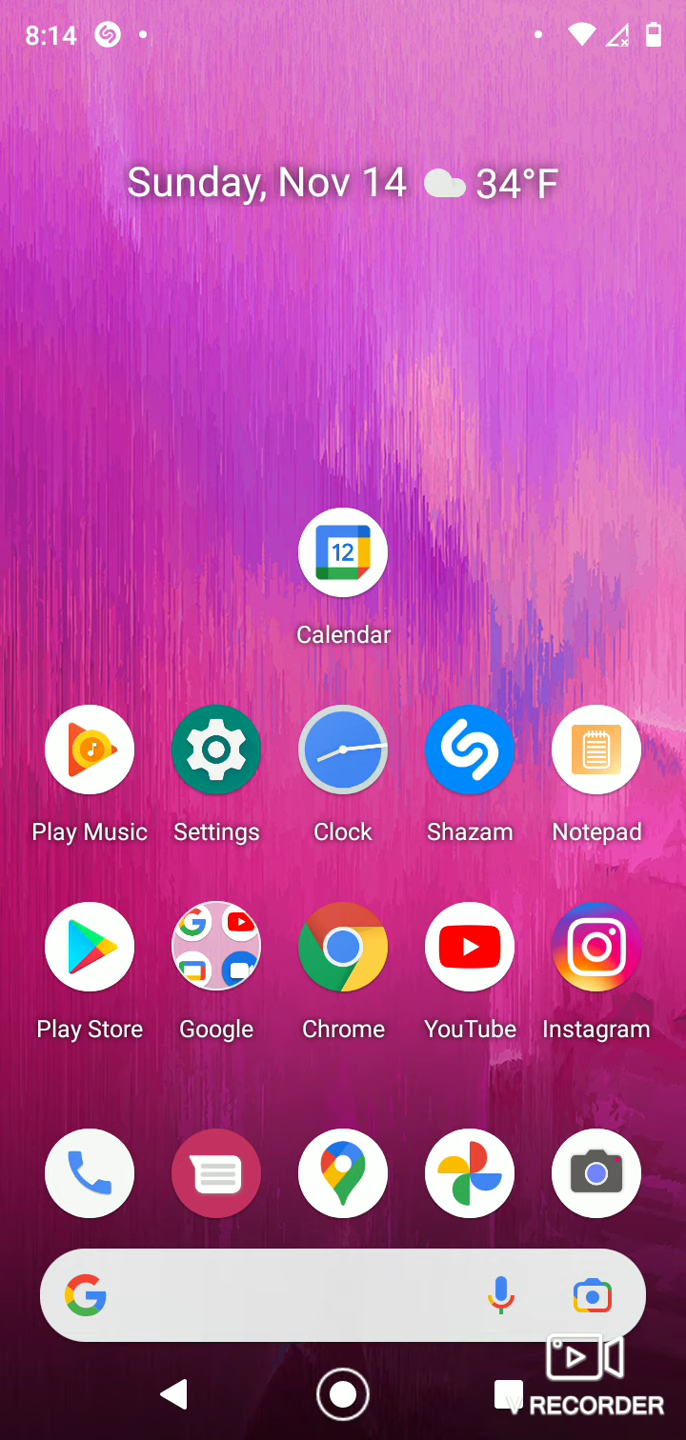 8:14
Sunday, Nov 14 34°F
12
Calendar
Play Music Settings Clock Shazam Notepad
Play Store Google Chrome YouTube Instagram
V RECORDER